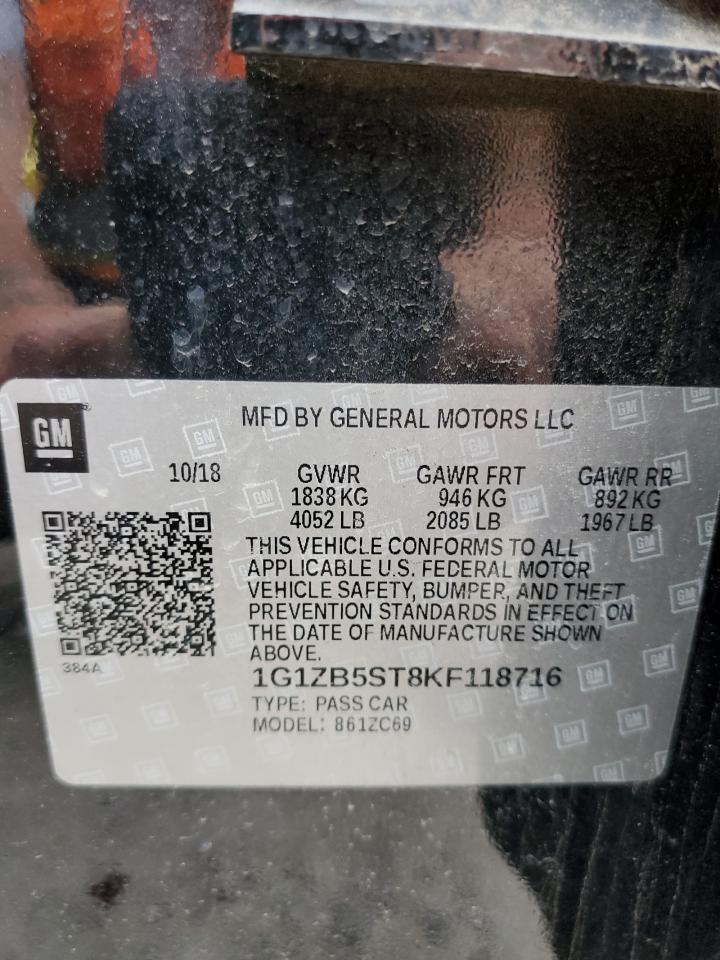 GM
MFD BY GENERAL MOTORS LLC
10/18 GVWR GAWR FRT GAWR RR
1838 KG 946 KG 892 KG
4052 LB 2085 LB 1967 LB
THIS VEHICLE CONFORMS TO ALL
APPLICABLE U.S. FEDERAL MOTOR
VEHICLE SAFETY, BUMPER, AND THEFT
PREVENTION STANDARDS IN EFFECT ON
THE DATE OF MANUFACTURE SHOWN
ABOVE.
384A
1G1ZB5ST8KF118716
TYPE: PASS CAR
MODEL: 861ZC69